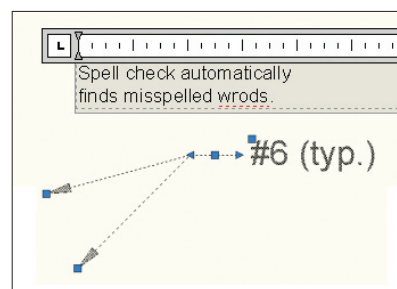 L
Spell check automatically
finds misspelled wrods.
#6 (typ.)